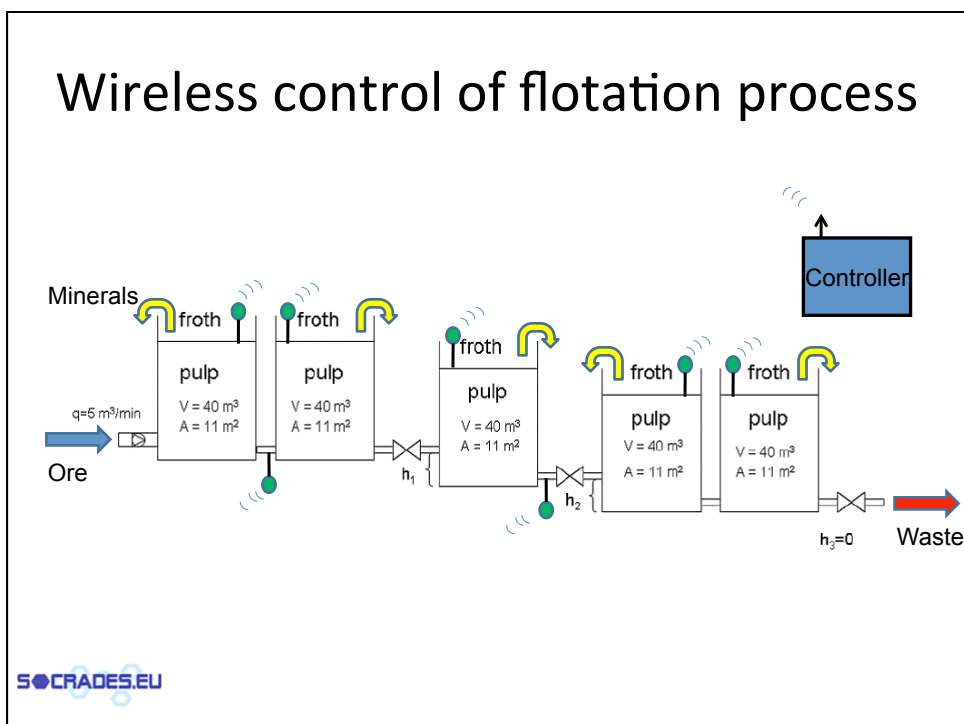 Wireless control of flotation process
Controller
Minerals
froth
froth
froth
froth
froth
pulp
V = 40 m³
A = 11 m²
pulp
V = 40 m³
A = 11 m²
pulp
V = 40 m³
A = 11 m²
pulp
V = 40 m³
A = 11 m²
pulp
V = 40 m³
A = 11 m²
q=5 m³/min
Ore
h₁
h₂
h₃=0
Waste
SOCRADES.EU